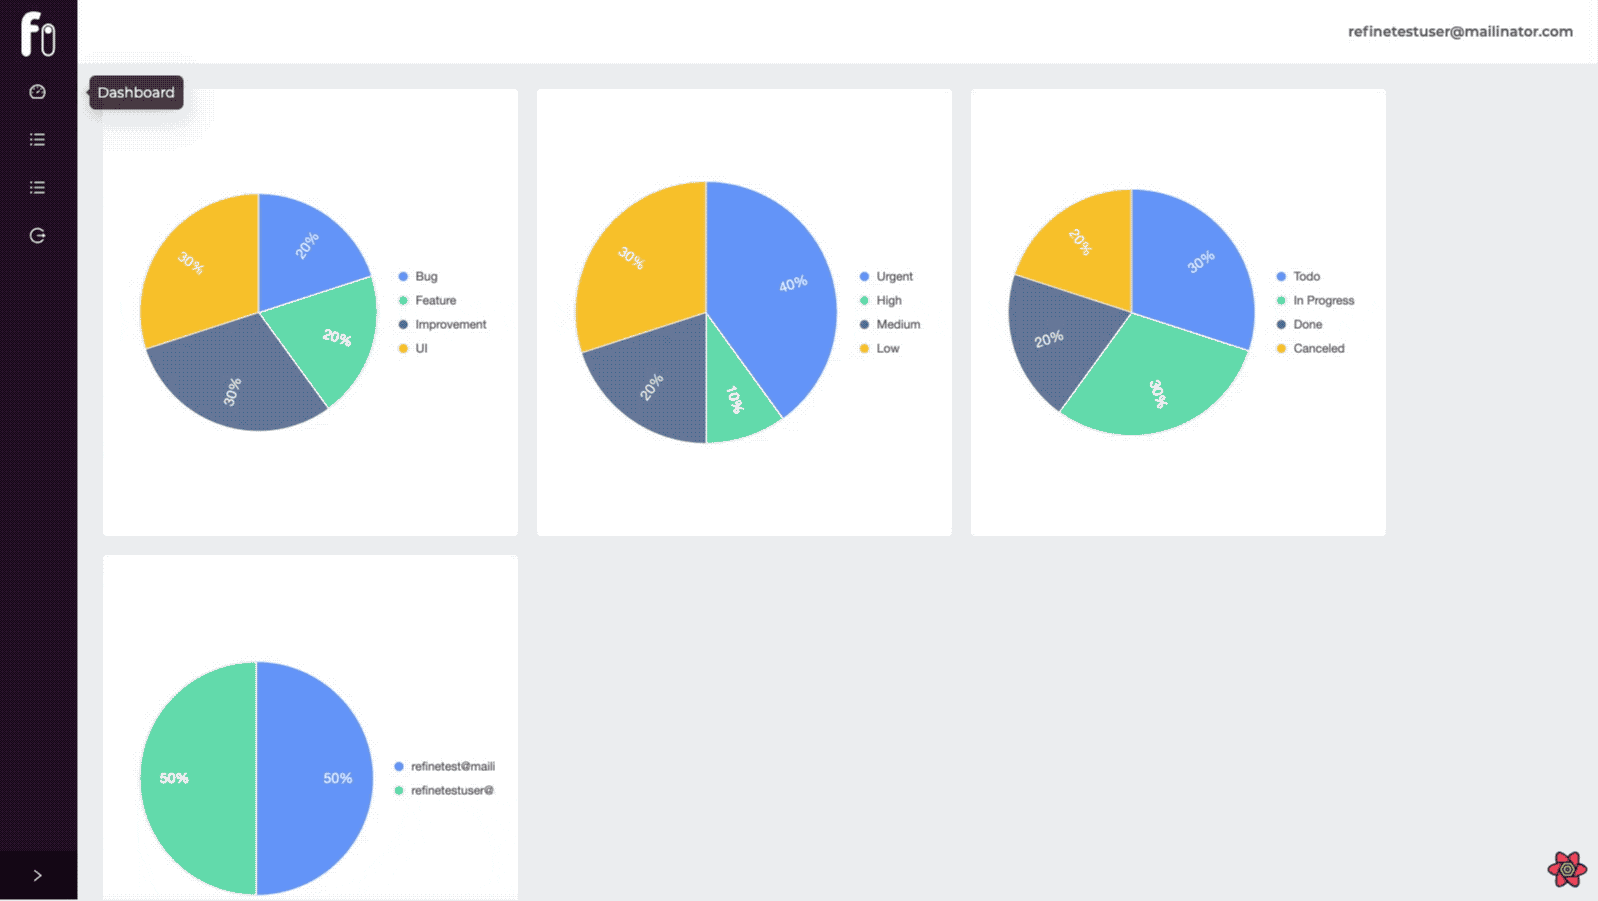 refinetestuser@mailinator.com
Dashboard
20%
20%
30%
30%
Bug
Feature
Improvement
UI
40%
10%
20%
30%
Urgent
High
Medium
Low
30%
30%
20%
20%
Todo
In Progress
Done
Canceled
50%
50%
refinetest@maili
refinetestuser@